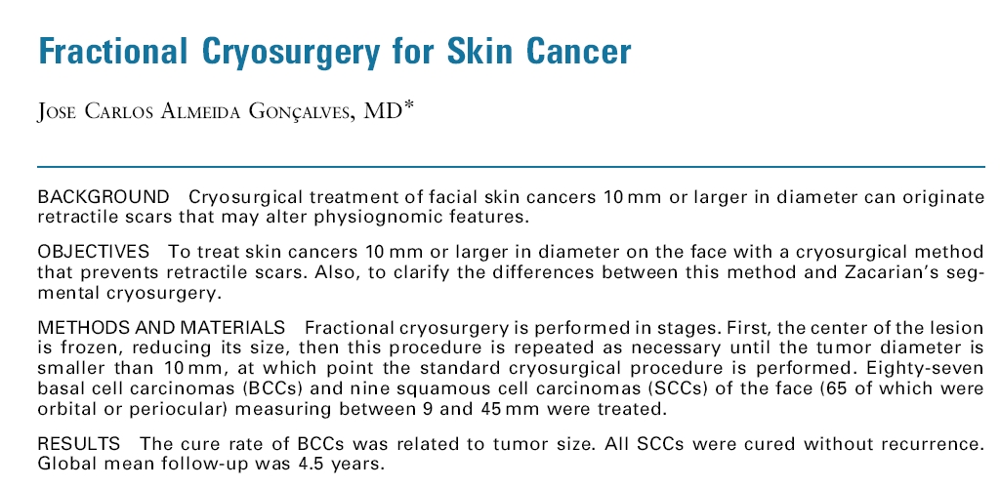 Fractional Cryosurgery for Skin Cancer
JOSE CARLOS ALMEIDA GONÇALVES, MD*
BACKGROUND Cryosurgical treatment of facial skin cancers 10 mm or larger in diameter can originate
retractile scars that may alter physiognomic features.
OBJECTIVES To treat skin cancers 10 mm or larger in diameter on the face with a cryosurgical method
that prevents retractile scars. Also, to clarify the differences between this method and Zacarian's seg-
mental cryosurgery.
METHODS AND MATERIALS Fractional cryosurgery is performed in stages. First, the center of the lesion
is frozen, reducing its size, then this procedure is repeated as necessary until the tumor diameter is
smaller than 10 mm, at which point the standard cryosurgical procedure is performed. Eighty-seven
basal cell carcinomas (BCCs) and nine squamous cell carcinomas (SCCs) of the face (65 of which were
orbital or periocular) measuring between 9 and 45 mm were treated.
RESULTS The cure rate of BCCs was related to tumor size. All SCCs were cured without recurrence.
Global mean follow-up was 4.5 years.